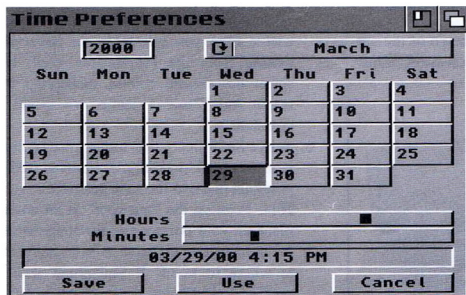 Time Preferences
2000 March
Sun Mon Tue Wed Thu Fri Sat
1 2 3 4
5 6 7 8 9 10 11
12 13 14 15 16 17 18
19 20 21 22 23 24 25
26 27 28 29 30 31
Hours
Minutes
03/29/00 4:15 PM
Save Use Cancel